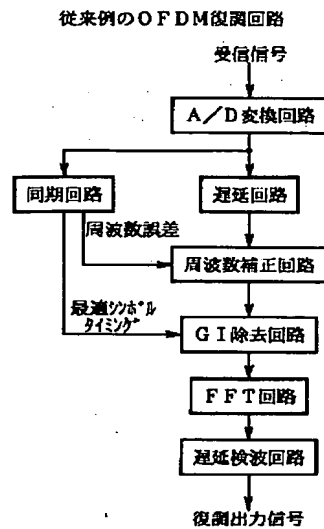 従来例のOFDM復調回路
受信信号
A/D変換回路
同期回路
遅延回路
周波数誤差
周波数補正回路
最適シンボル
タイミング
GI除去回路
FFT回路
遅延検波回路
復調出力信号